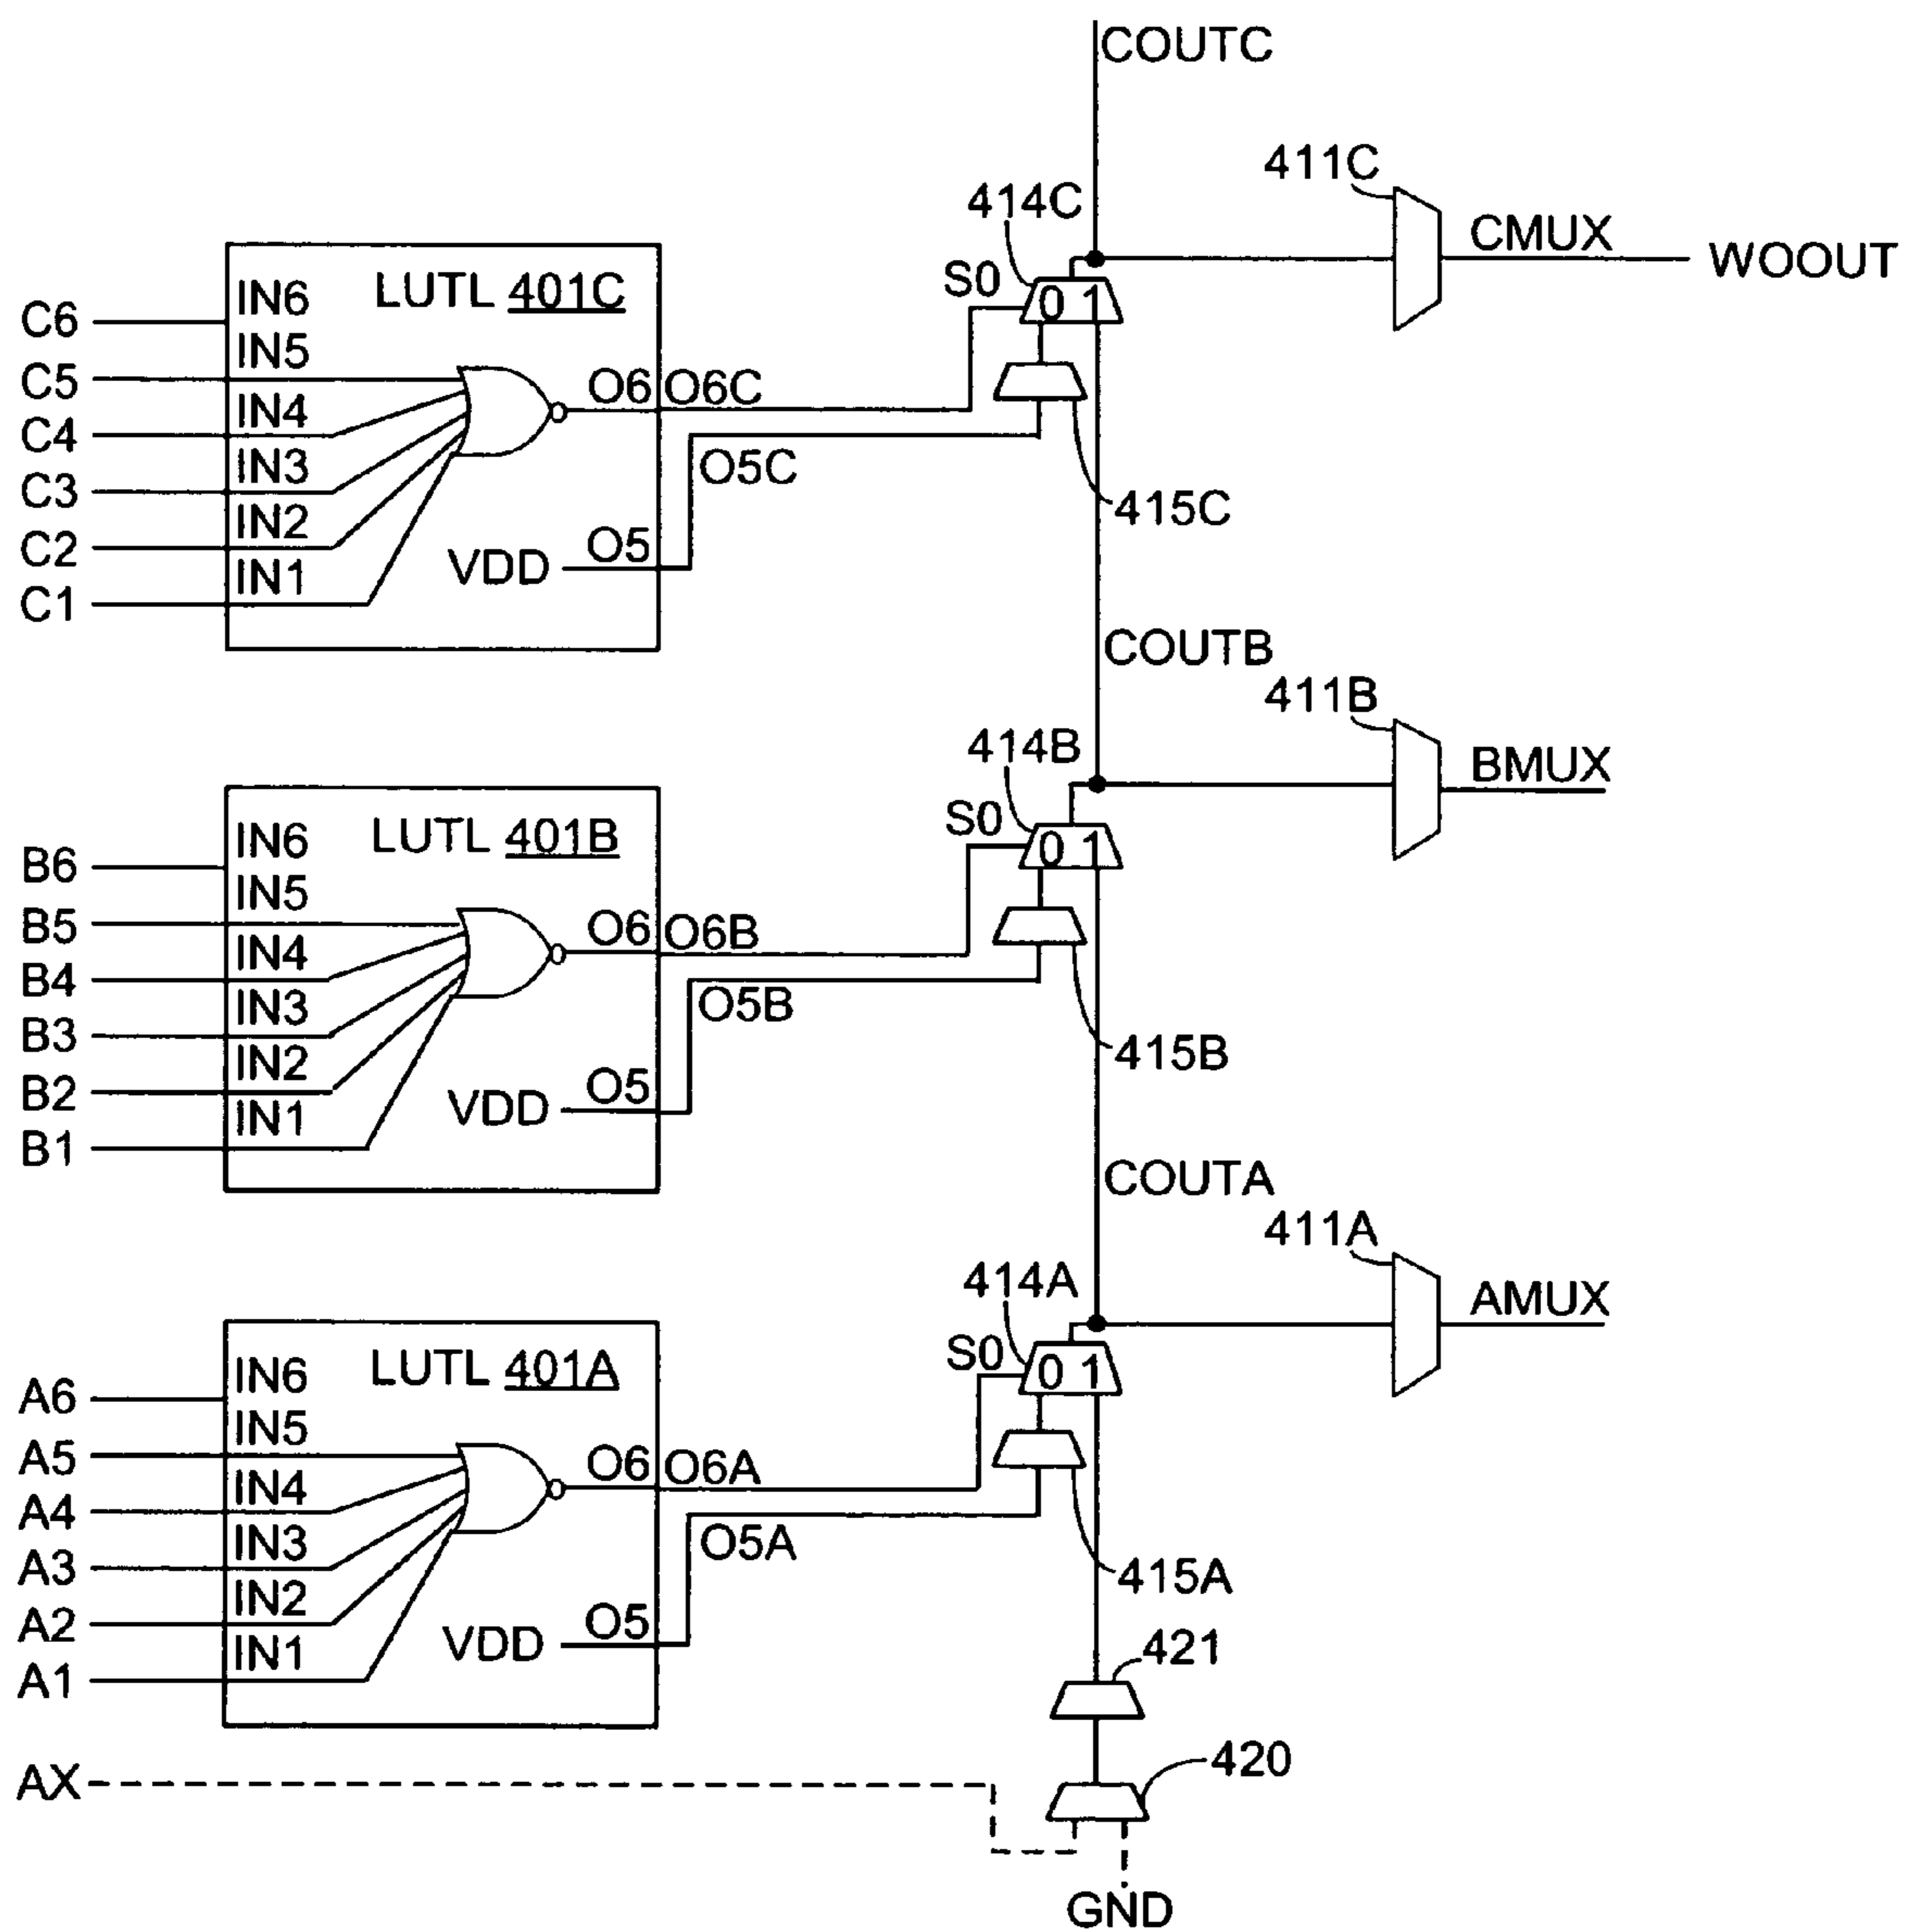 COUTC
411C
414C
CMUX
WOOUT
S0
0 1
LUTL 401C
C6
IN6
IN5
C5
IN4
C4
IN3
C3
IN2
C2
IN1
C1
O6
O6C
O5C
415C
VDD
O5
COUTB
411B
414B
BMUX
S0
0 1
LUTL 401B
B6
IN6
IN5
B5
IN4
B4
IN3
B3
IN2
B2
IN1
B1
O6
O6B
O5B
415B
VDD
O5
COUTA
411A
414A
AMUX
S0
0 1
LUTL 401A
A6
IN6
IN5
A5
IN4
A4
IN3
A3
IN2
A2
IN1
A1
O6
O6A
O5A
415A
VDD
O5
421
AX
420
GND